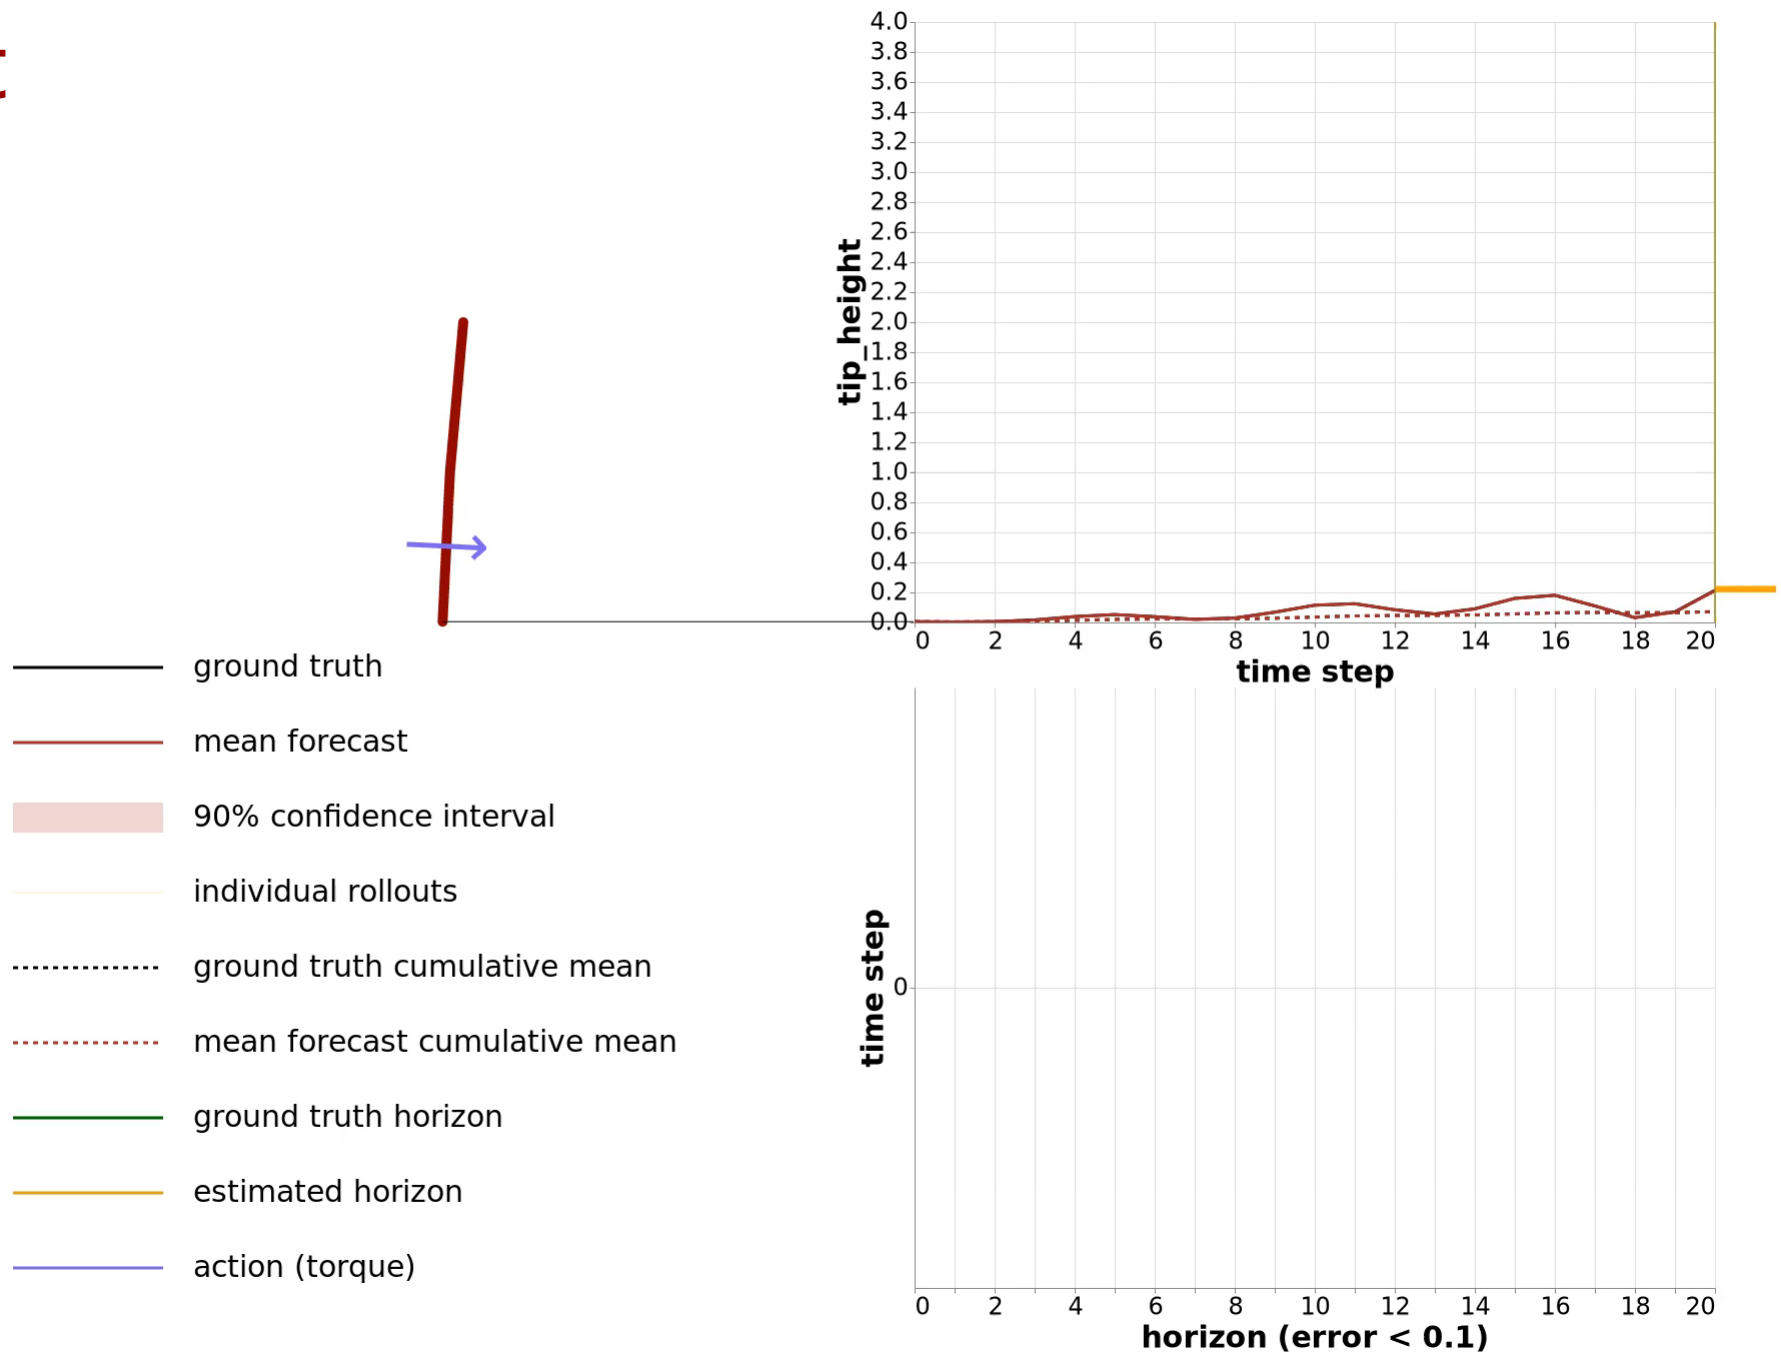 4.0
3.8
3.6
3.4
3.2
3.0
2.8
2.6
2.4
2.2
2.0
1.8
1.6
1.4
1.2
1.0
0.8
0.6
0.4
0.2
0.0
tip_height
0 2 4 6 8 10 12 14 16 18 20
time step
ground truth
mean forecast
90% confidence interval
individual rollouts
ground truth cumulative mean
mean forecast cumulative mean
ground truth horizon
estimated horizon
action (torque)
time step
0
0 2 4 6 8 10 12 14 16 18 20
horizon (error < 0.1)